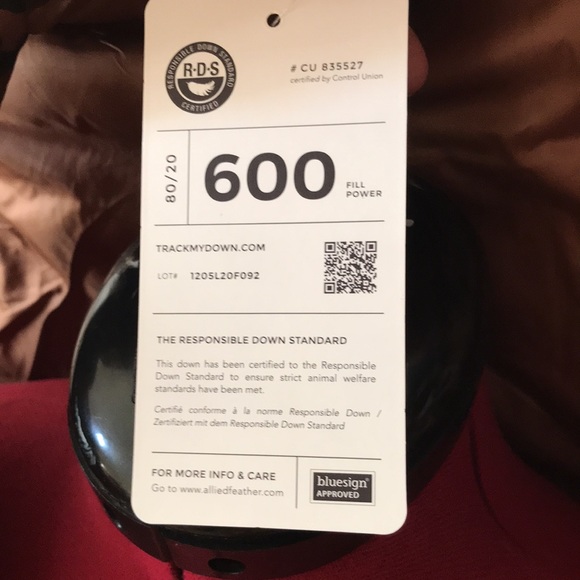 RESPONSIBLE DOWN STANDARD
R·D·S
CERTIFIED
# CU 835527
certified by Control Union
80/20
600
FILL
POWER
TRACKMYDOWN.COM
LOT# 1205L20F092
THE RESPONSIBLE DOWN STANDARD
This down has been certified to the Responsible
Down Standard to ensure strict animal welfare
standards have been met.
Certifié conforme à la norme Responsible Down /
Zertifiziert mit dem Responsible Down Standard
FOR MORE INFO & CARE
Go to www.alliedfeather.com
bluesign®
APPROVED